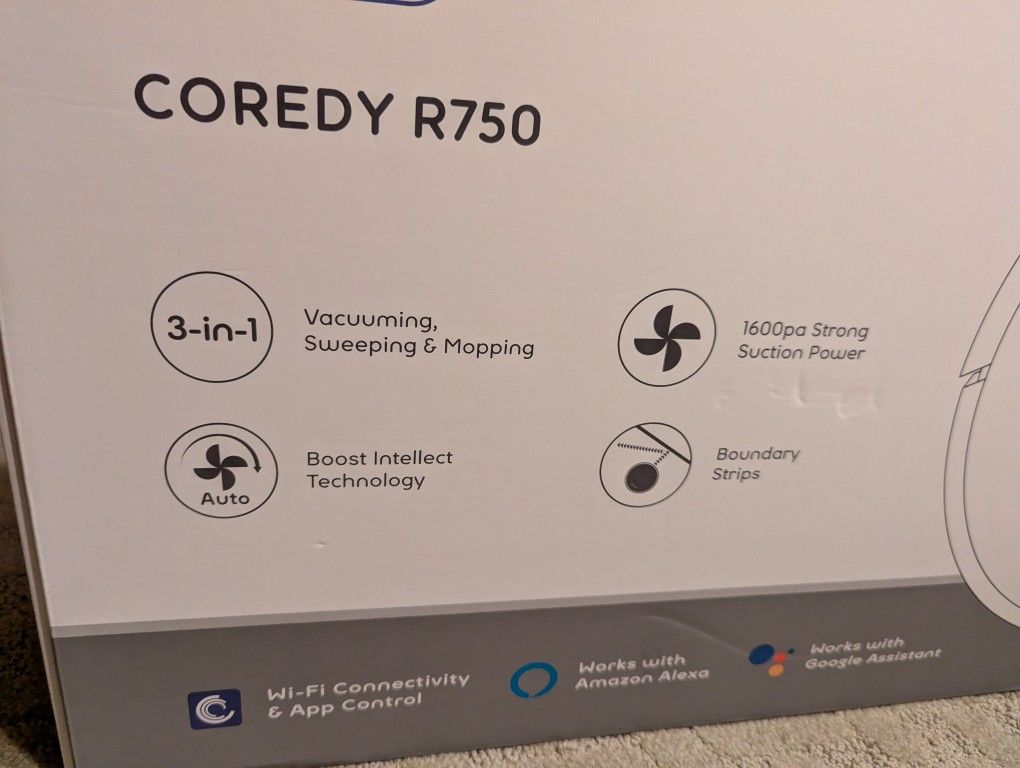 COREDY R750
3-in-1
Vacuuming,
Sweeping & Mopping
1600pa Strong
Suction Power
Auto
Boost Intellect
Technology
Boundary
Strips
Wi-Fi Connectivity
& App Control
Works with
Amazon Alexa
Works with
Google Assistant